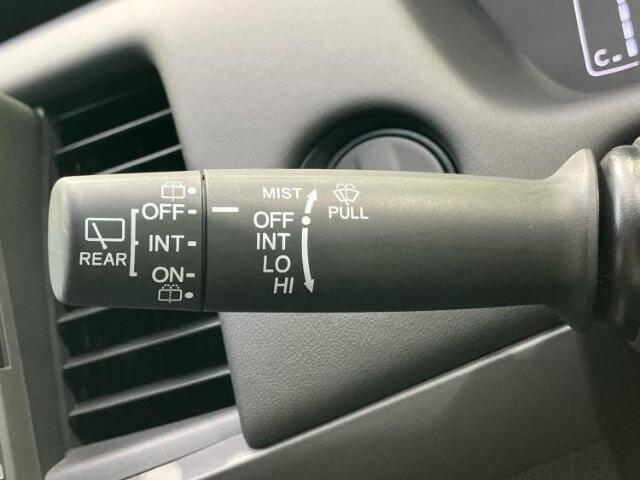 OFF
INT
ON
REAR
MIST
OFF
INT
LO
HI
PULL
C